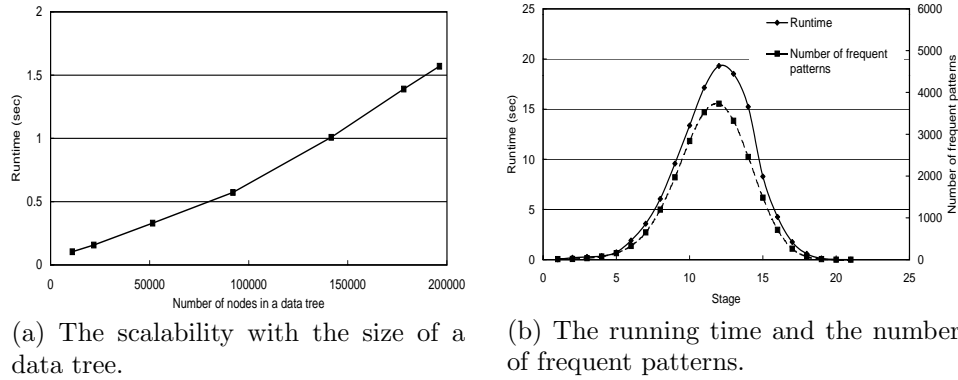 2
1.5
1
0.5
0
Runtime (sec)
0 50000 100000 150000 200000
Number of nodes in a data tree
(a) The scalability with the size of a
data tree.
25
20
15
10
5
0
Runtime (sec)
Runtime
Number of frequent
patterns
6000
5000
4000
3000
2000
1000
0
Number of frequent patterns
0 5 10 15 20 25
Stage
(b) The running time and the number
of frequent patterns.